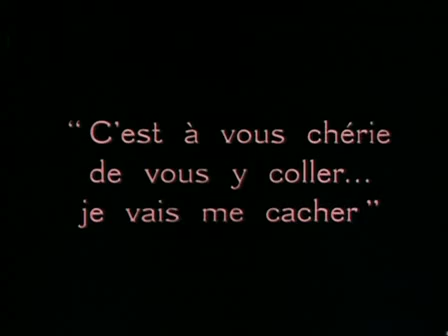 “ C'est à vous chérie
de vous y coller...
je vais me cacher ”